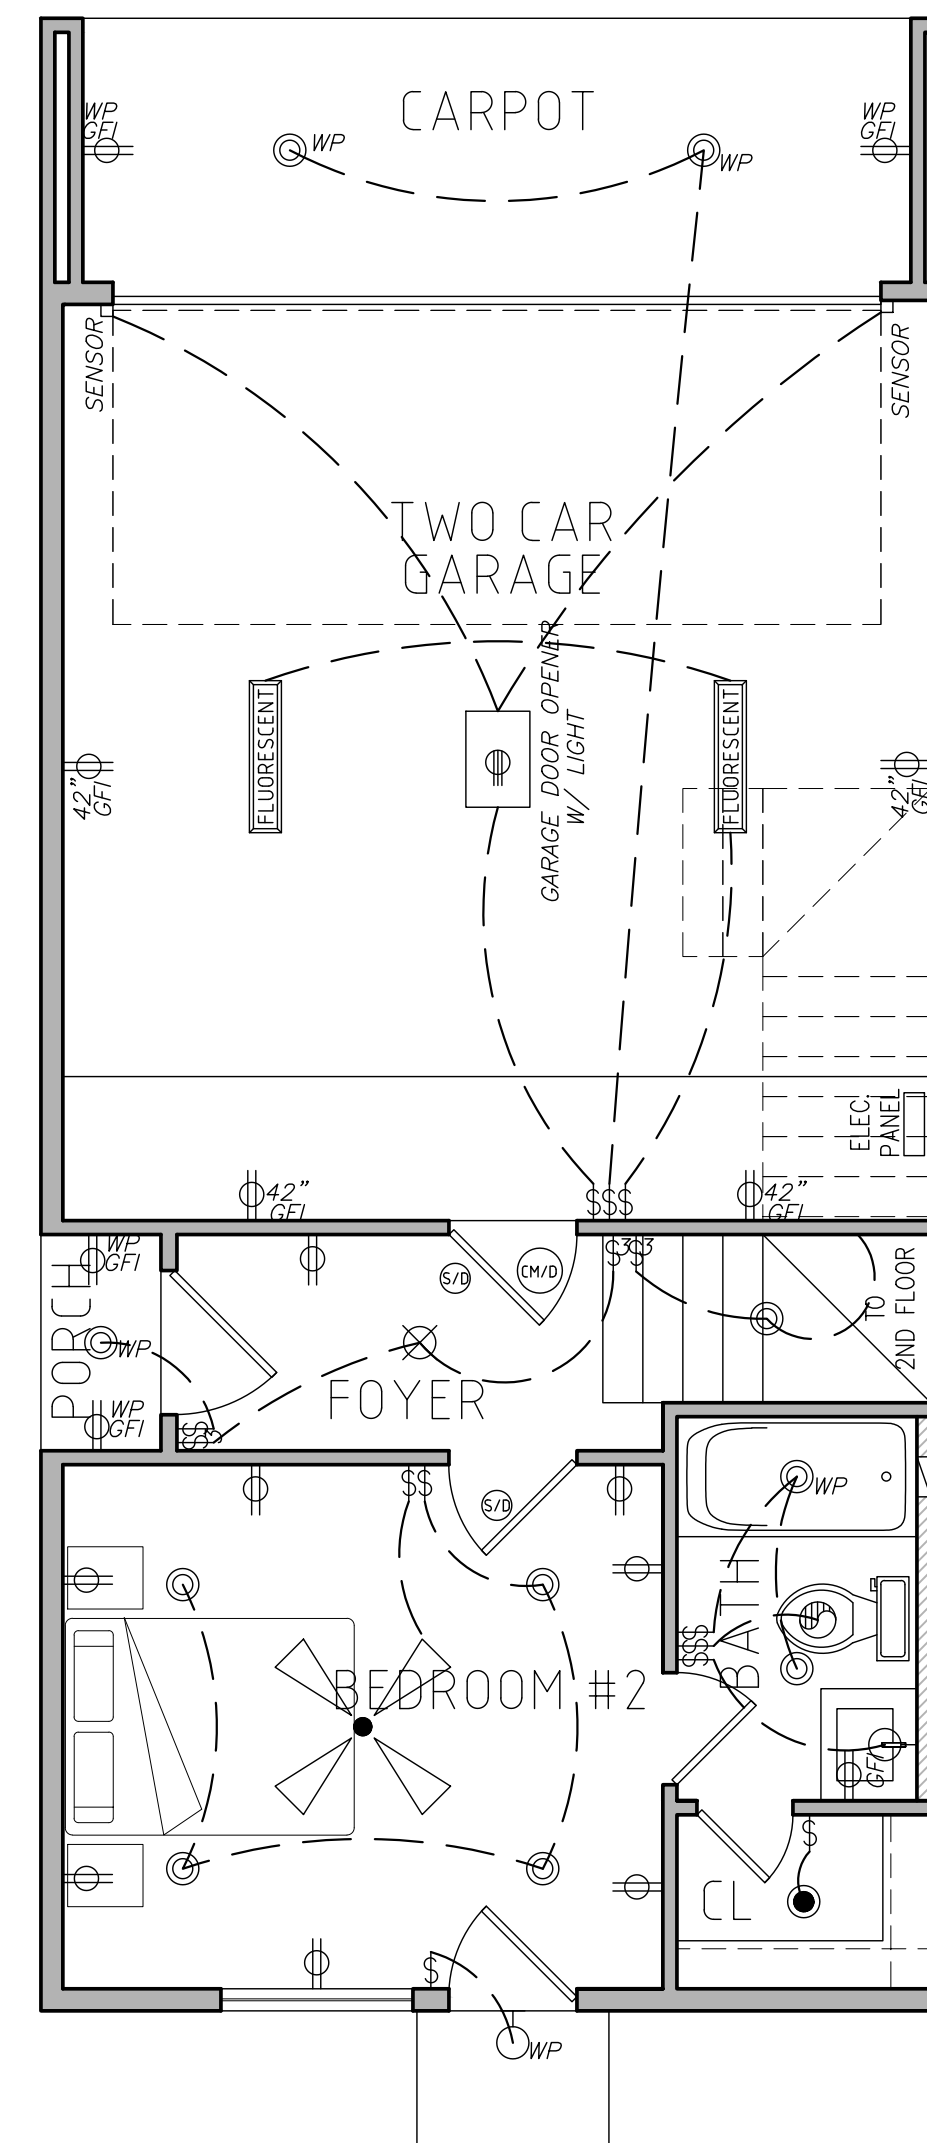 CARPOT
WP
GFI
WP
WP
WP
GFI
SENSOR
SENSOR
TWO CAR
GARAGE
FLUORESCENT
GARAGE DOOR OPENER
W/ LIGHT
FLUORESCENT
42"
GFI
42"
GFI
ELEC.
PANEL
42"
GFI
$$$
42"
GFI
WP
GFI
S/D
CM/D
$3$3
TO
2ND FLOOR
PORCH
WP
WP
GFI
FOYER
$$3
$$
S/D
WP
BATH
$$$
BEDROOM #2
GFI
$
CL
$
WP